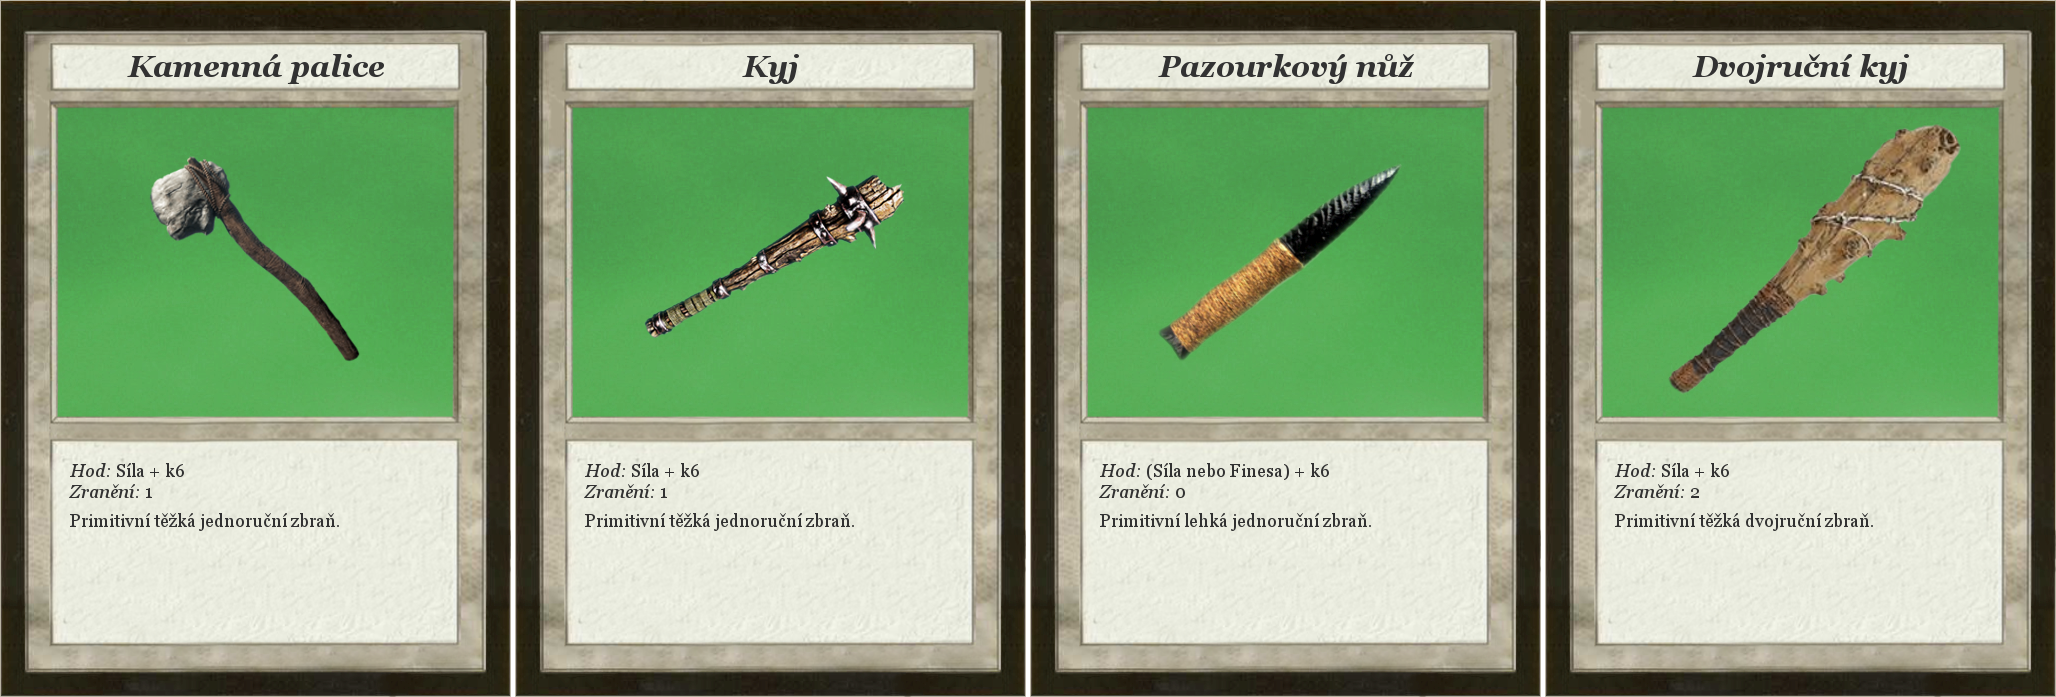 Kamenná palice
Hod: Síla + k6
Zranění: 1
Primitivní těžká jednoruční zbraň.
Kyj
Hod: Síla + k6
Zranění: 1
Primitivní těžká jednoruční zbraň.
Pazourkový nůž
Hod: (Síla nebo Finesa) + k6
Zranění: 0
Primitivní lehká jednoruční zbraň.
Dvojruční kyj
Hod: Síla + k6
Zranění: 2
Primitivní těžká dvojruční zbraň.